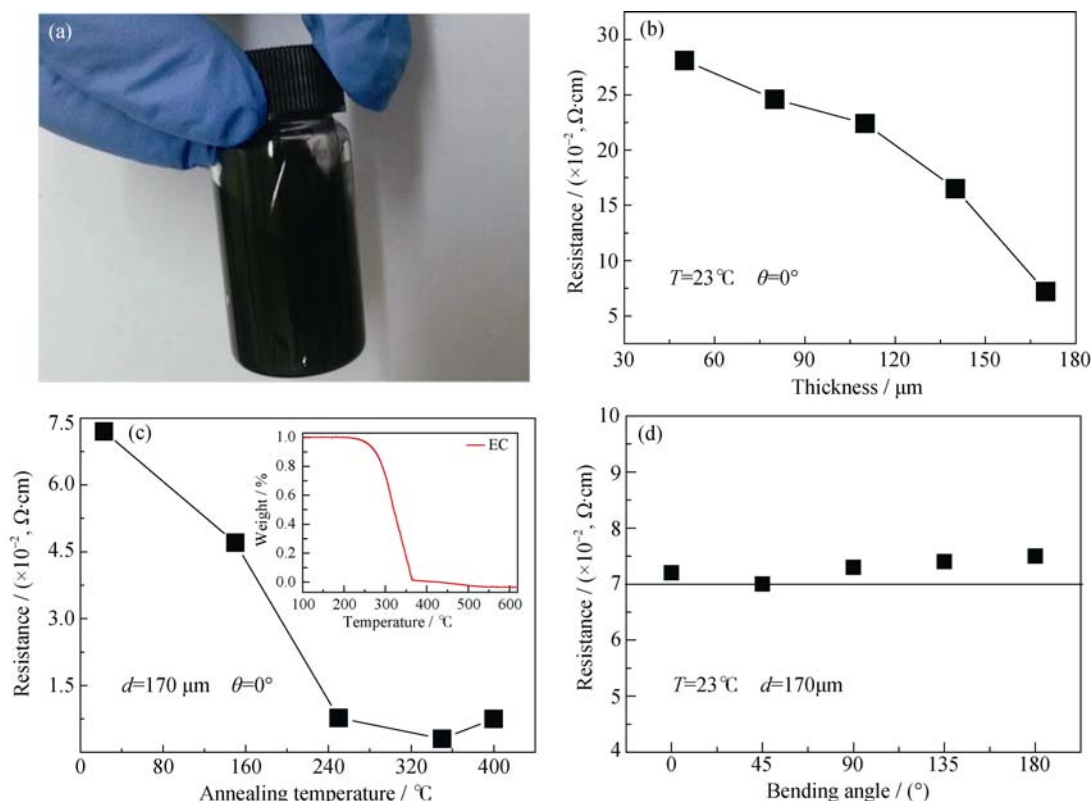 (a)
(b)
30
25
20
15
10
5
Resistance / (×10⁻², Ω·cm)
T=23℃ θ=0°
30 60 90 120 150 180
Thickness / μm
(c)
7.5
6.0
4.5
3.0
1.5
Resistance / (×10⁻², Ω·cm)
d=170 μm θ=0°
0 80 160 240 320 400
Annealing temperature / ℃
EC
1.0
0.8
0.6
0.4
0.2
0.0
Weight / %
100 200 300 400 500 600
Temperature / ℃
(d)
10
9
8
7
6
5
4
Resistance / (×10⁻², Ω·cm)
T=23℃ d=170μm
0 45 90 135 180
Bending angle / (°)